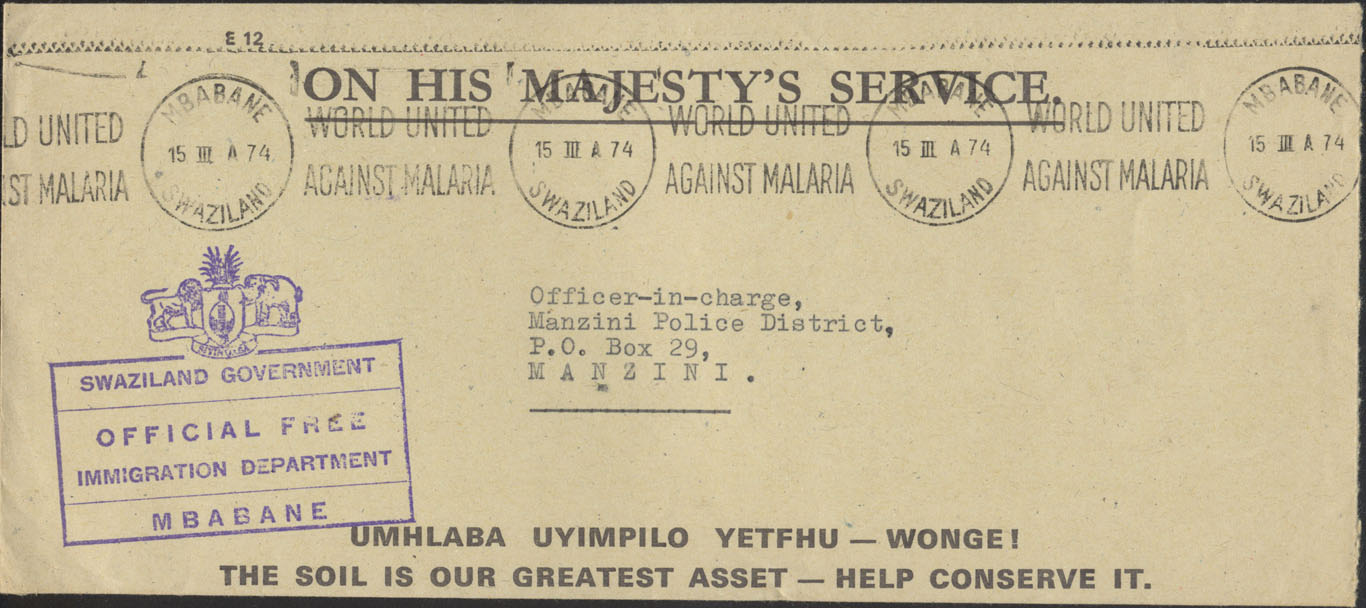 E 12
ON HIS MAJESTY'S SERVICE.
LD UNITED
ST MALARIA
MBABANE
15 III A 74
SWAZILAND
WORLD UNITED
AGAINST MALARIA
MBABANE
15 III A 74
SWAZILAND
WORLD UNITED
AGAINST MALARIA
MBABANE
15 III A 74
SWAZILAND
WORLD UNITED
AGAINST MALARIA
MBABANE
15 III A 74
SWAZILAND
Officer-in-charge,
Manzini Police District,
P.O. Box 29,
M A N Z I N I .
SWAZILAND GOVERNMENT
OFFICIAL FREE
IMMIGRATION DEPARTMENT
MBABANE
UMHLABA UYIMPILO YETFHU — WONGE!
THE SOIL IS OUR GREATEST ASSET — HELP CONSERVE IT.